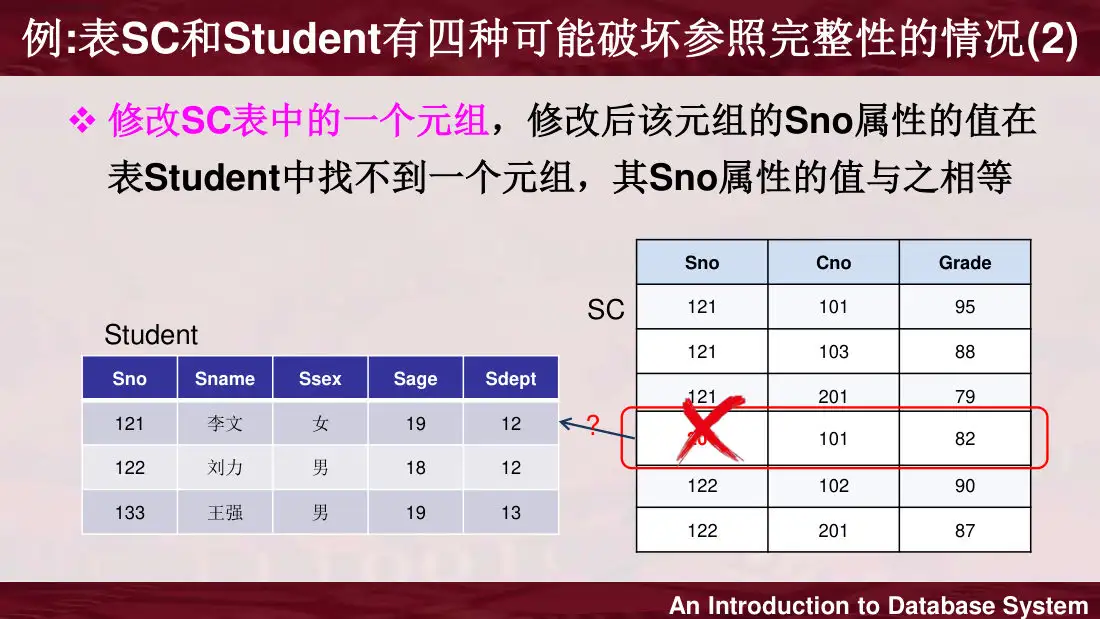 例:表SC和Student有四种可能破坏参照完整性的情况(2)
修改SC表中的一个元组，修改后该元组的Sno属性的值在
表Student中找不到一个元组，其Sno属性的值与之相等
SC
Sno Cno Grade
121 101 95
121 103 88
121 201 79
101 82
122 102 90
122 201 87
?
Student
Sno Sname Ssex Sage Sdept
121 李文 女 19 12
122 刘力 男 18 12
133 王强 男 19 13
An Introduction to Database System